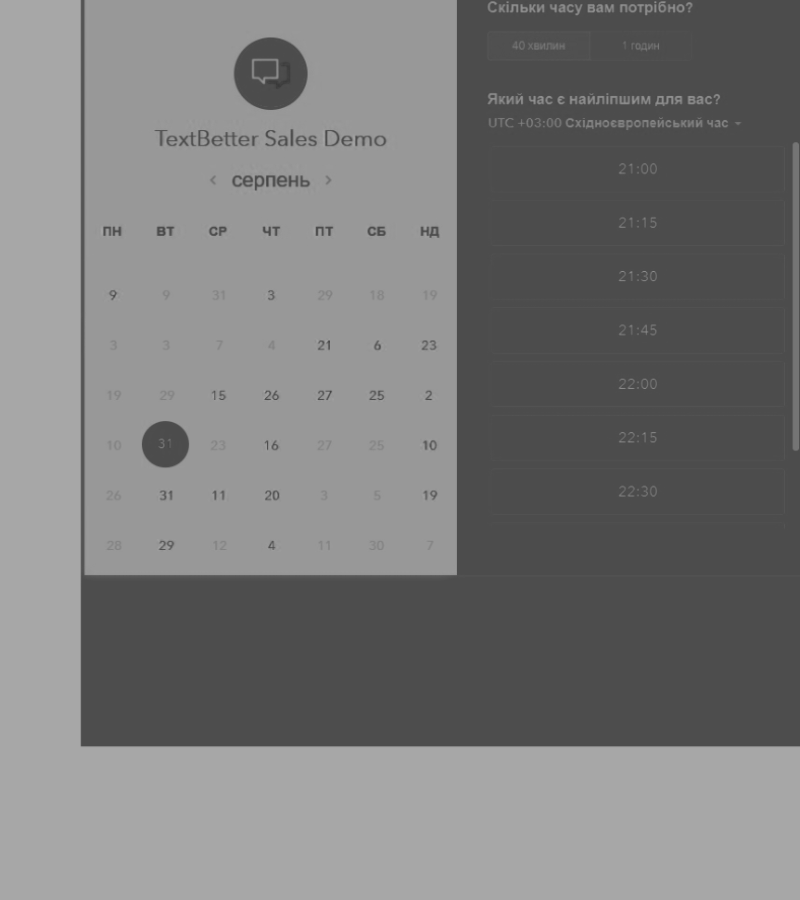 TextBetter Sales Demo
серпень
ПН ВТ СР ЧТ ПТ СБ НД
9 9 31 3 29 18 19
3 3 7 4 21 6 23
19 29 15 26 27 25 2
10 31 23 16 27 25 10
26 31 11 20 3 5 19
28 29 12 4 11 30 7
Скільки часу вам потрібно?
40 хвилин 1 годин
Який час є найліпшим для вас?
UTC +03:00 Східноєвропейський час
21:00
21:15
21:30
21:45
22:00
22:15
22:30